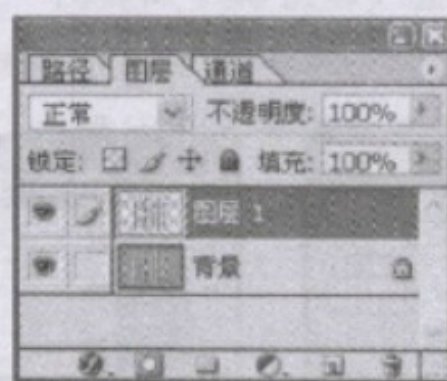 路径 图层 通道
正常 不透明度: 100%
锁定: 填充: 100%
图层 1
背景